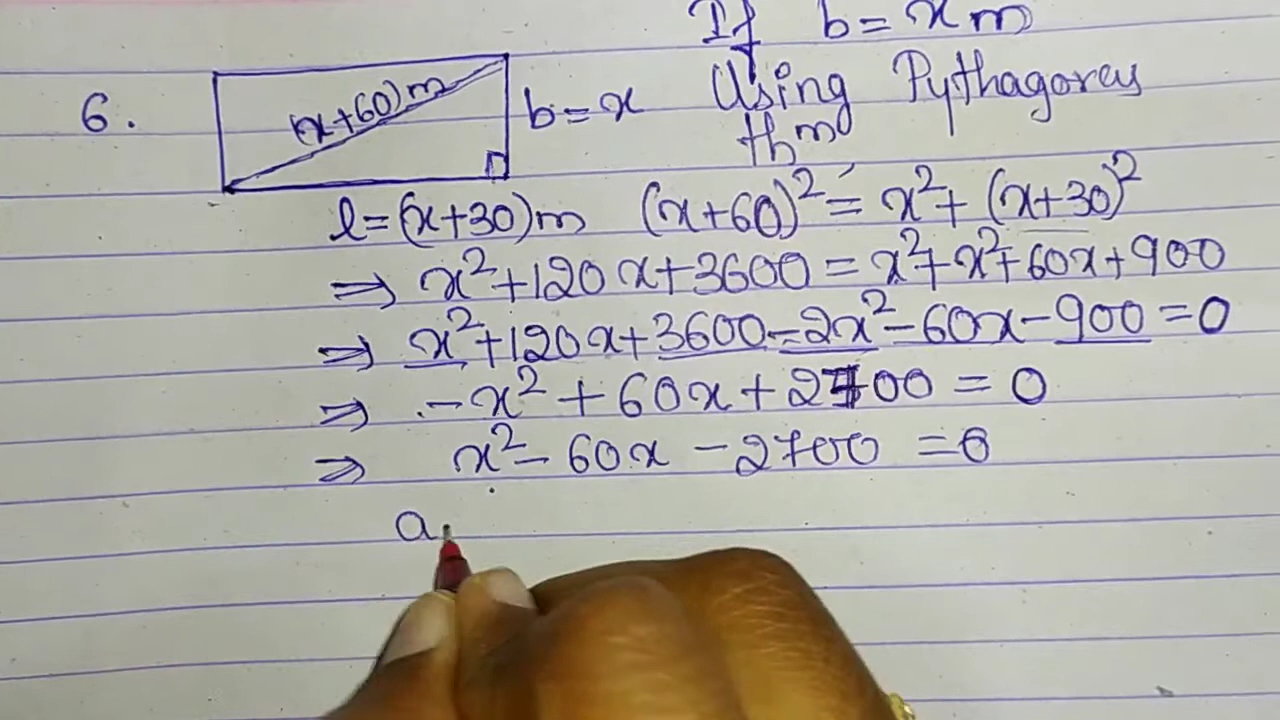 If b = x m
6.
(x+60)m
b = x
Using Pythagoreus
thm
l = (x+30)m
(x+60)² = x² + (x+30)²
⇒ x² + 120x + 3600 = x² + x² + 60x + 900
⇒ x² + 120x + 3600 - 2x² - 60x - 900 = 0
⇒ -x² + 60x + 2700 = 0
⇒ x² - 60x - 2700 = 0
a